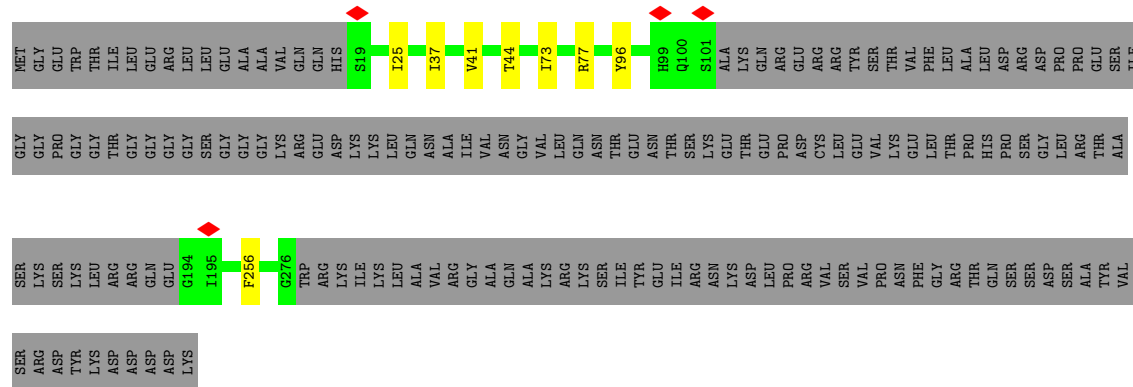 MET GLY GLU TRP THR ILE LEU GLU ARG LEU LEU GLU ALA ALA VAL GLN GLN HIS S19 I25 I37 V41 T44 I73 R77 Y96 H99 Q100 S101 ALA LYS GLN ARG GLU ARG ARG TYR SER THR VAL PHE LEU ALA LEU ASP ARG ASP PRO PRO GLU SER ILE
GLY GLY PRO GLY GLY THR GLY GLY GLY GLY SER GLY GLY GLY LYS ARG GLU ASP LYS LYS LEU GLN ASN ALA ILE VAL ASN GLY VAL LEU GLN ASN THR GLU ASN THR SER LYS GLU THR GLU PRO ASP CYS LEU GLU VAL LYS GLU LEU THR PRO HIS PRO SER GLY LEU ARG THR ALA
SER LYS SER LYS LEU ARG ARG GLN GLU G194 I195 F256 G276 TRP ARG LYS ILE LYS LEU ALA VAL ARG GLY ALA GLN ALA LYS ARG LYS SER ILE TYR GLU ILE ARG ASN LYS ASP LEU PRO ARG VAL SER VAL PRO ASN PHE GLY ARG THR GLN SER SER ASP SER ALA TYR VAL
SER ARG ASP TYR LYS ASP ASP ASP ASP LYS